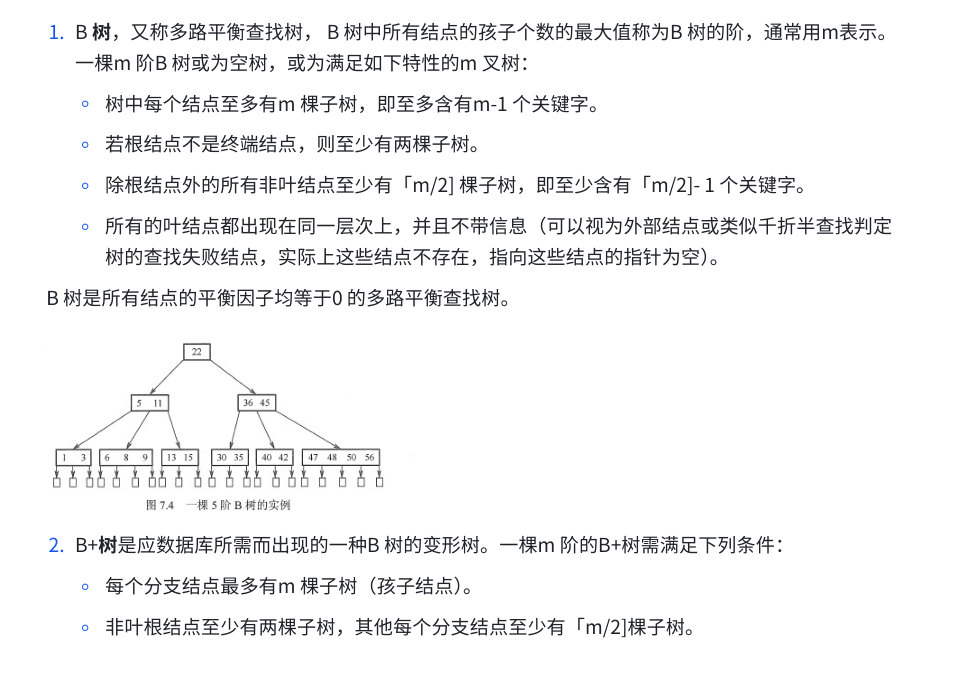 1. B 树，又称多路平衡查找树， B 树中所有结点的孩子个数的最大值称为B 树的阶，通常用m表示。
一棵m 阶B 树或为空树，或为满足如下特性的m 叉树：
树中每个结点至多有m 棵子树，即至多含有m-1 个关键字。
若根结点不是终端结点，则至少有两棵子树。
除根结点外的所有非叶结点至少有「m/2] 棵子树，即至少含有「m/2]- 1 个关键字。
所有的叶结点都出现在同一层次上，并且不带信息（可以视为外部结点或类似千折半查找判定
树的查找失败结点，实际上这些结点不存在，指向这些结点的指针为空）。
B 树是所有结点的平衡因子均等于0 的多路平衡查找树。
22
5 11 36 45
1 3 6 8 9 13 15 30 35 40 42 47 48 50 56
图 7.4 一棵 5 阶 B 树的实例
2. B+树是应数据库所需而出现的一种B 树的变形树。一棵m 阶的B+树需满足下列条件：
每个分支结点最多有m 棵子树（孩子结点）。
非叶根结点至少有两棵子树，其他每个分支结点至少有「m/2]棵子树。